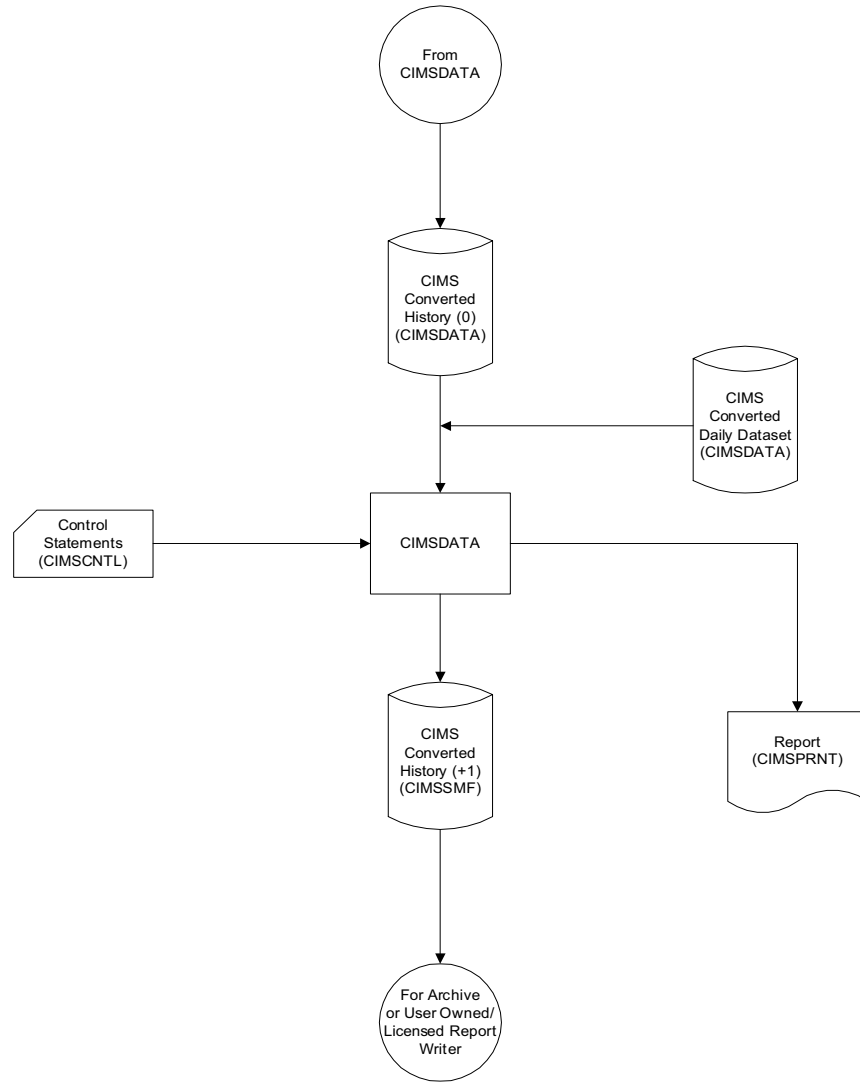 From
CIMSDATA
CIMS
Converted
History (0)
(CIMSDATA)
CIMS
Converted
Daily Dataset
(CIMSDATA)
Control
Statements
(CIMSCNTL)
CIMSDATA
CIMS
Converted
History (+1)
(CIMSSMF)
Report
(CIMSPRNT)
For Archive
or User Owned/
Licensed Report
Writer